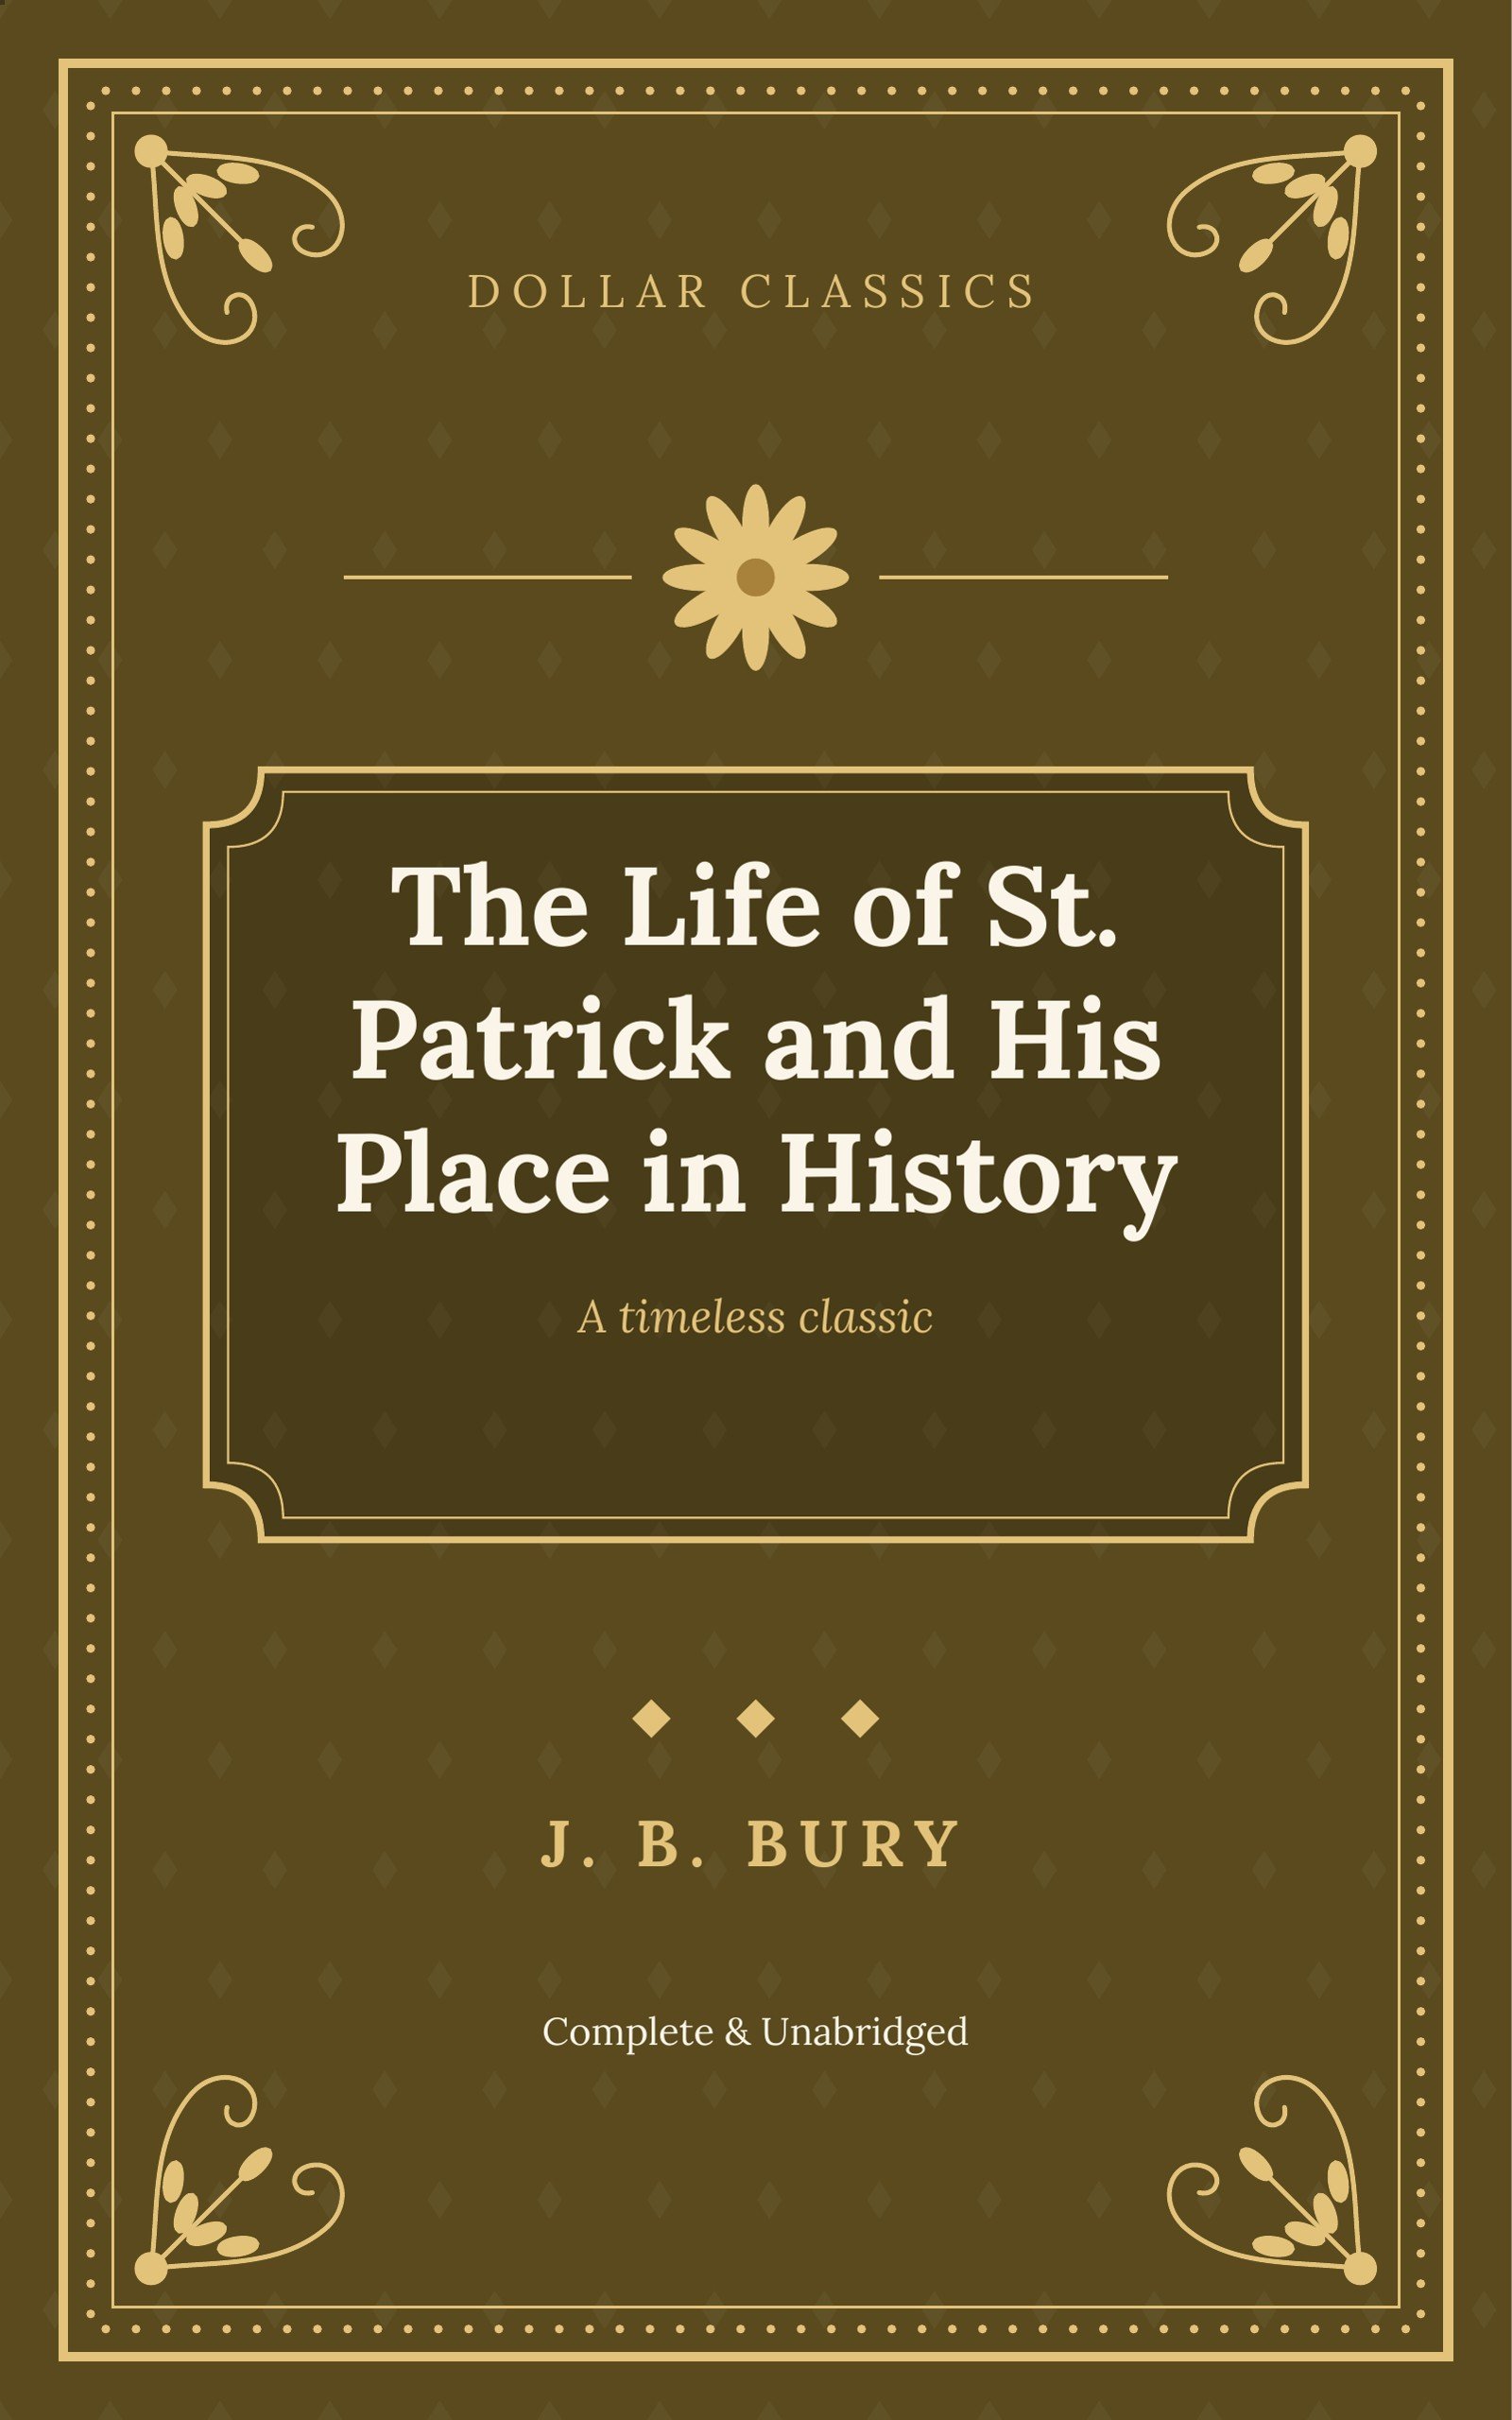 DOLLAR CLASSICS
The Life of St.
Patrick and His
Place in History
A timeless classic
J. B. BURY
Complete & Unabridged